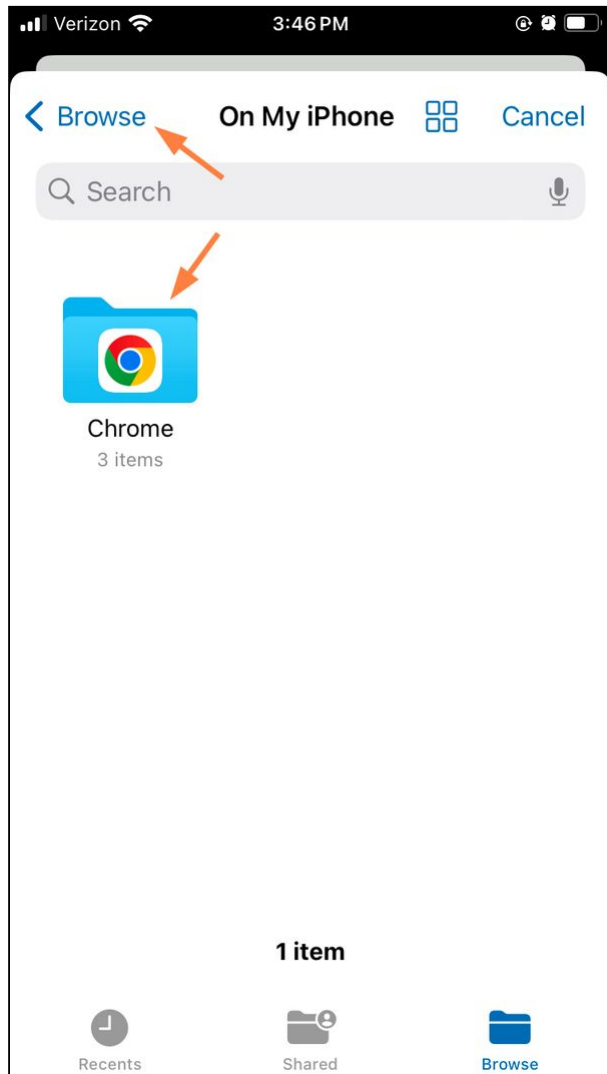 Verizon 3:46 PM
Browse On My iPhone Cancel
Search
Chrome
3 items
1 item
Recents Shared Browse